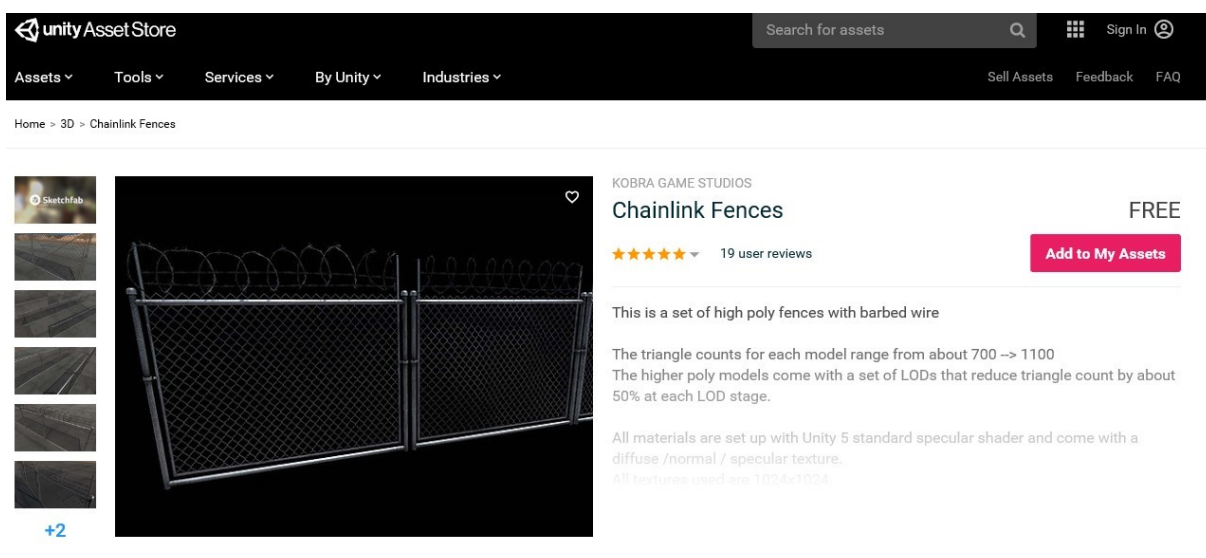 unity Asset Store
Search for assets
Sign In
Assets
Tools
Services
By Unity
Industries
Sell Assets
Feedback
FAQ
Home > 3D > Chainlink Fences
Sketchfab
+2
KOBRA GAME STUDIOS
Chainlink Fences
FREE
19 user reviews
Add to My Assets
This is a set of high poly fences with barbed wire
The triangle counts for each model range from about 700 --> 1100
The higher poly models come with a set of LODs that reduce triangle count by about
50% at each LOD stage.
All materials are set up with Unity 5 standard specular shader and come with a
diffuse /normal / specular texture.
All textures used are 1024x1024